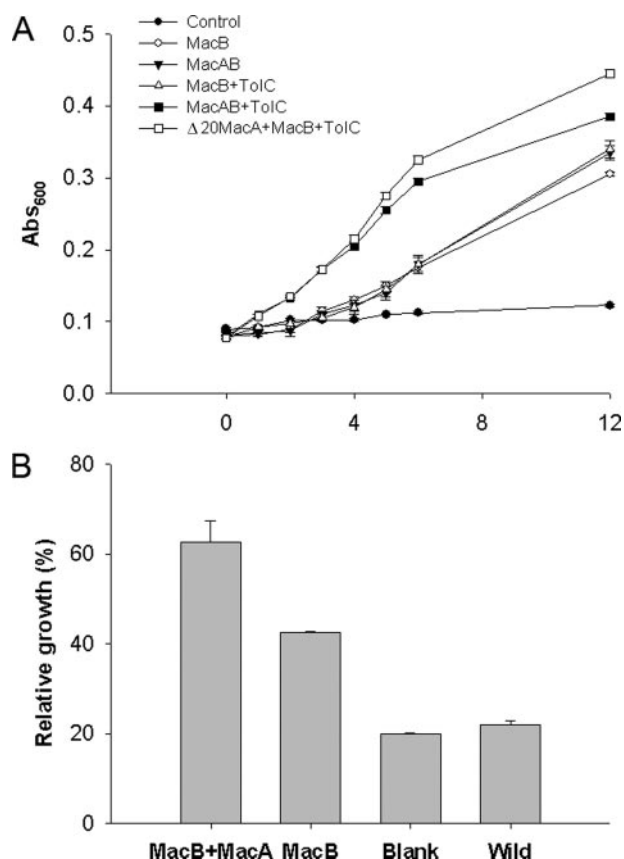 A
Control
MacB
MacAB
MacB+TolC
MacAB+TolC
Δ20MacA+MacB+TolC
Abs600
0.5
0.4
0.3
0.2
0.1
0.0
0 4 8 12
B
Relative growth (%)
80
60
40
20
0
MacB+MacA MacB Blank Wild